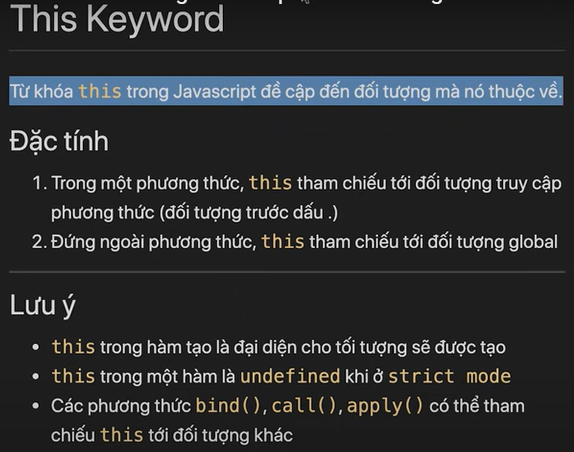 This Keyword
Từ khóa this trong Javascript đề cập đến đối tượng mà nó thuộc về.
Đặc tính
1. Trong một phương thức, this tham chiếu tới đối tượng truy cập
phương thức (đối tượng trước dấu .)
2. Đứng ngoài phương thức, this tham chiếu tới đối tượng global
Lưu ý
• this trong hàm tạo là đại diện cho tối tượng sẽ được tạo
• this trong một hàm là undefined khi ở strict mode
• Các phương thức bind(), call(), apply() có thể tham
chiếu this tới đối tượng khác